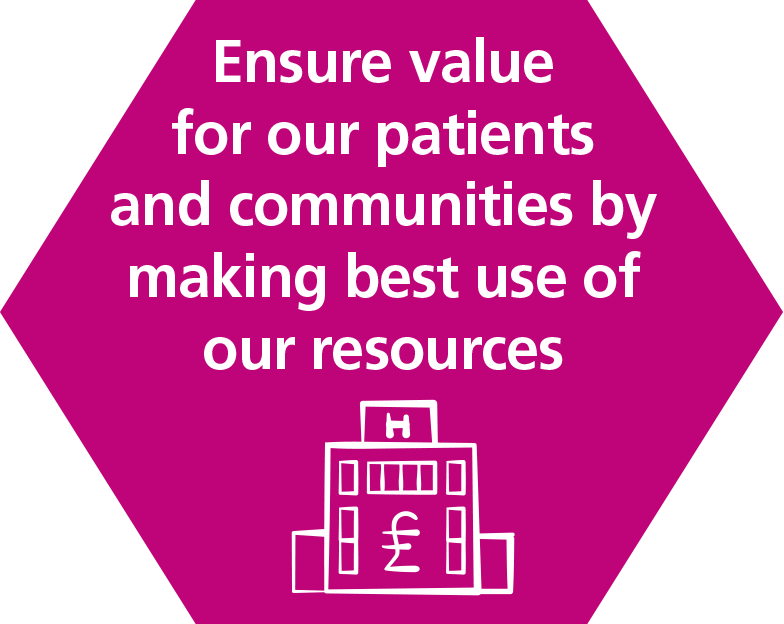 Ensure value
for our patients
and communities by
making best use of
our resources
H
£